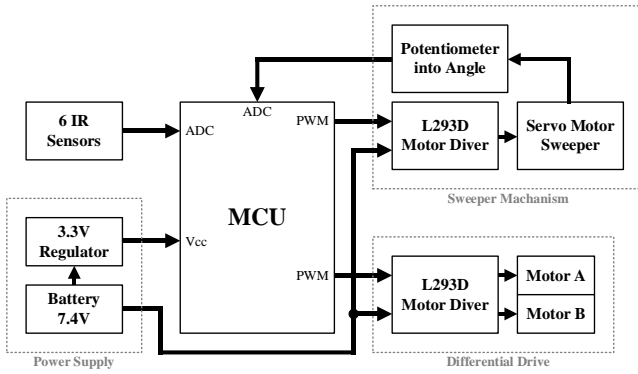 Potentiometer
into Angle
6 IR
Sensors
ADC
ADC
PWM
L293D
Motor Diver
Servo Motor
Sweeper
Sweeper Machanism
MCU
3.3V
Regulator
Vcc
Battery
7.4V
Power Supply
PWM
L293D
Motor Diver
Motor A
Motor B
Differential Drive